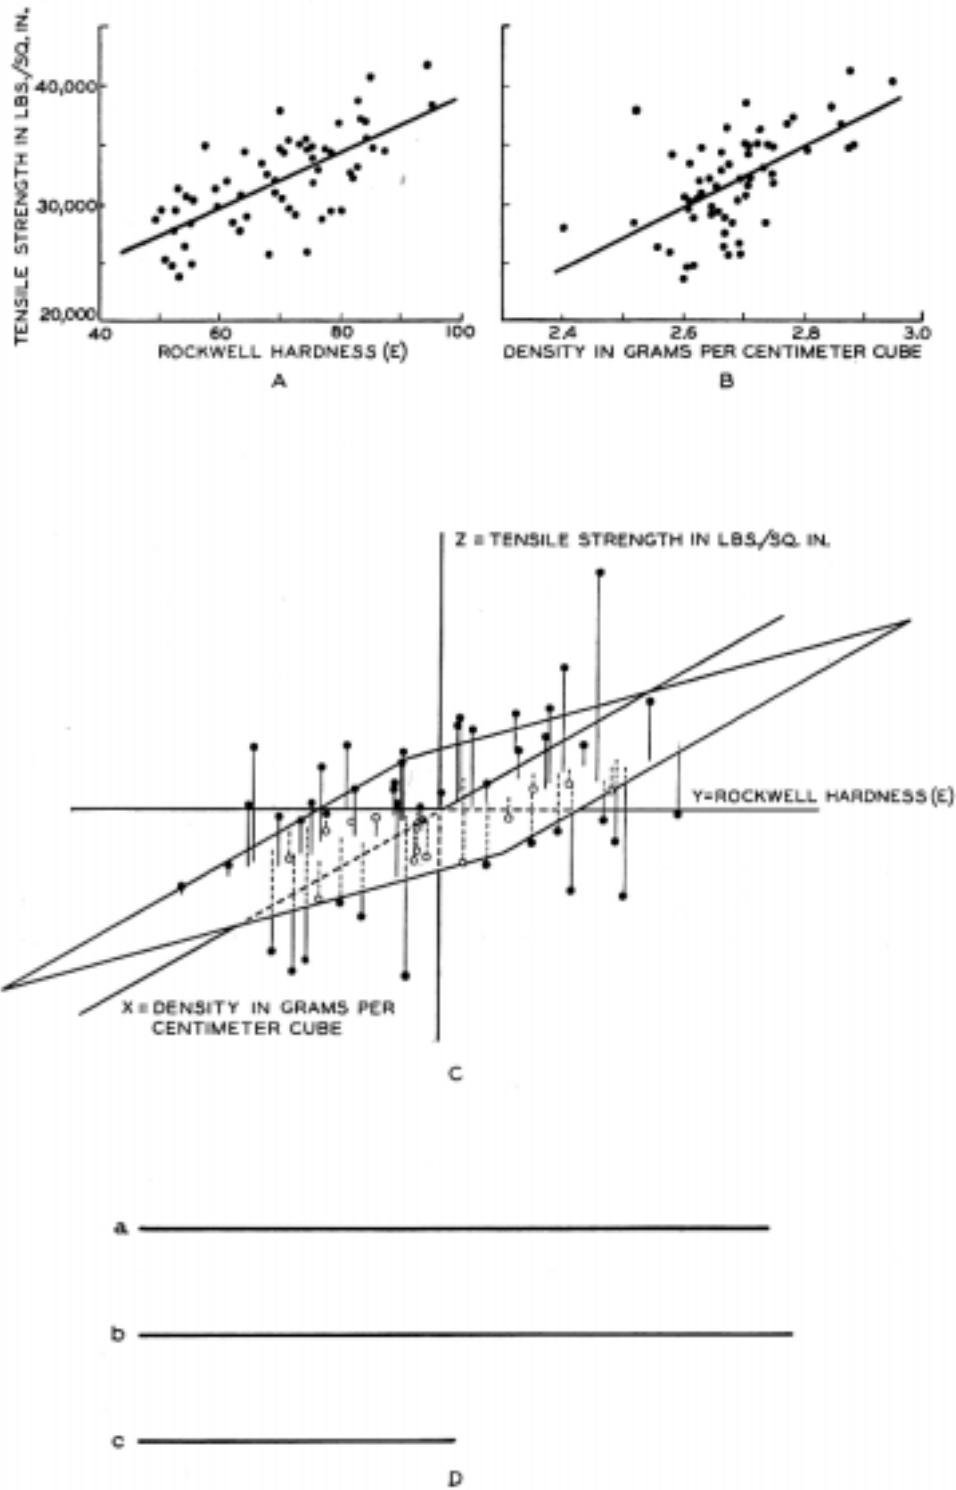 TENSILE STRENGTH IN LBS./SQ. IN.
40,000
30,000
20,000
40
60
80
100
ROCKWELL HARDNESS (E)
A
2.4
2.6
2.8
3.0
DENSITY IN GRAMS PER CENTIMETER CUBE
B
Z = TENSILE STRENGTH IN LBS./SQ. IN.
Y=ROCKWELL HARDNESS (E)
X = DENSITY IN GRAMS PER
CENTIMETER CUBE
C
a
b
c
D